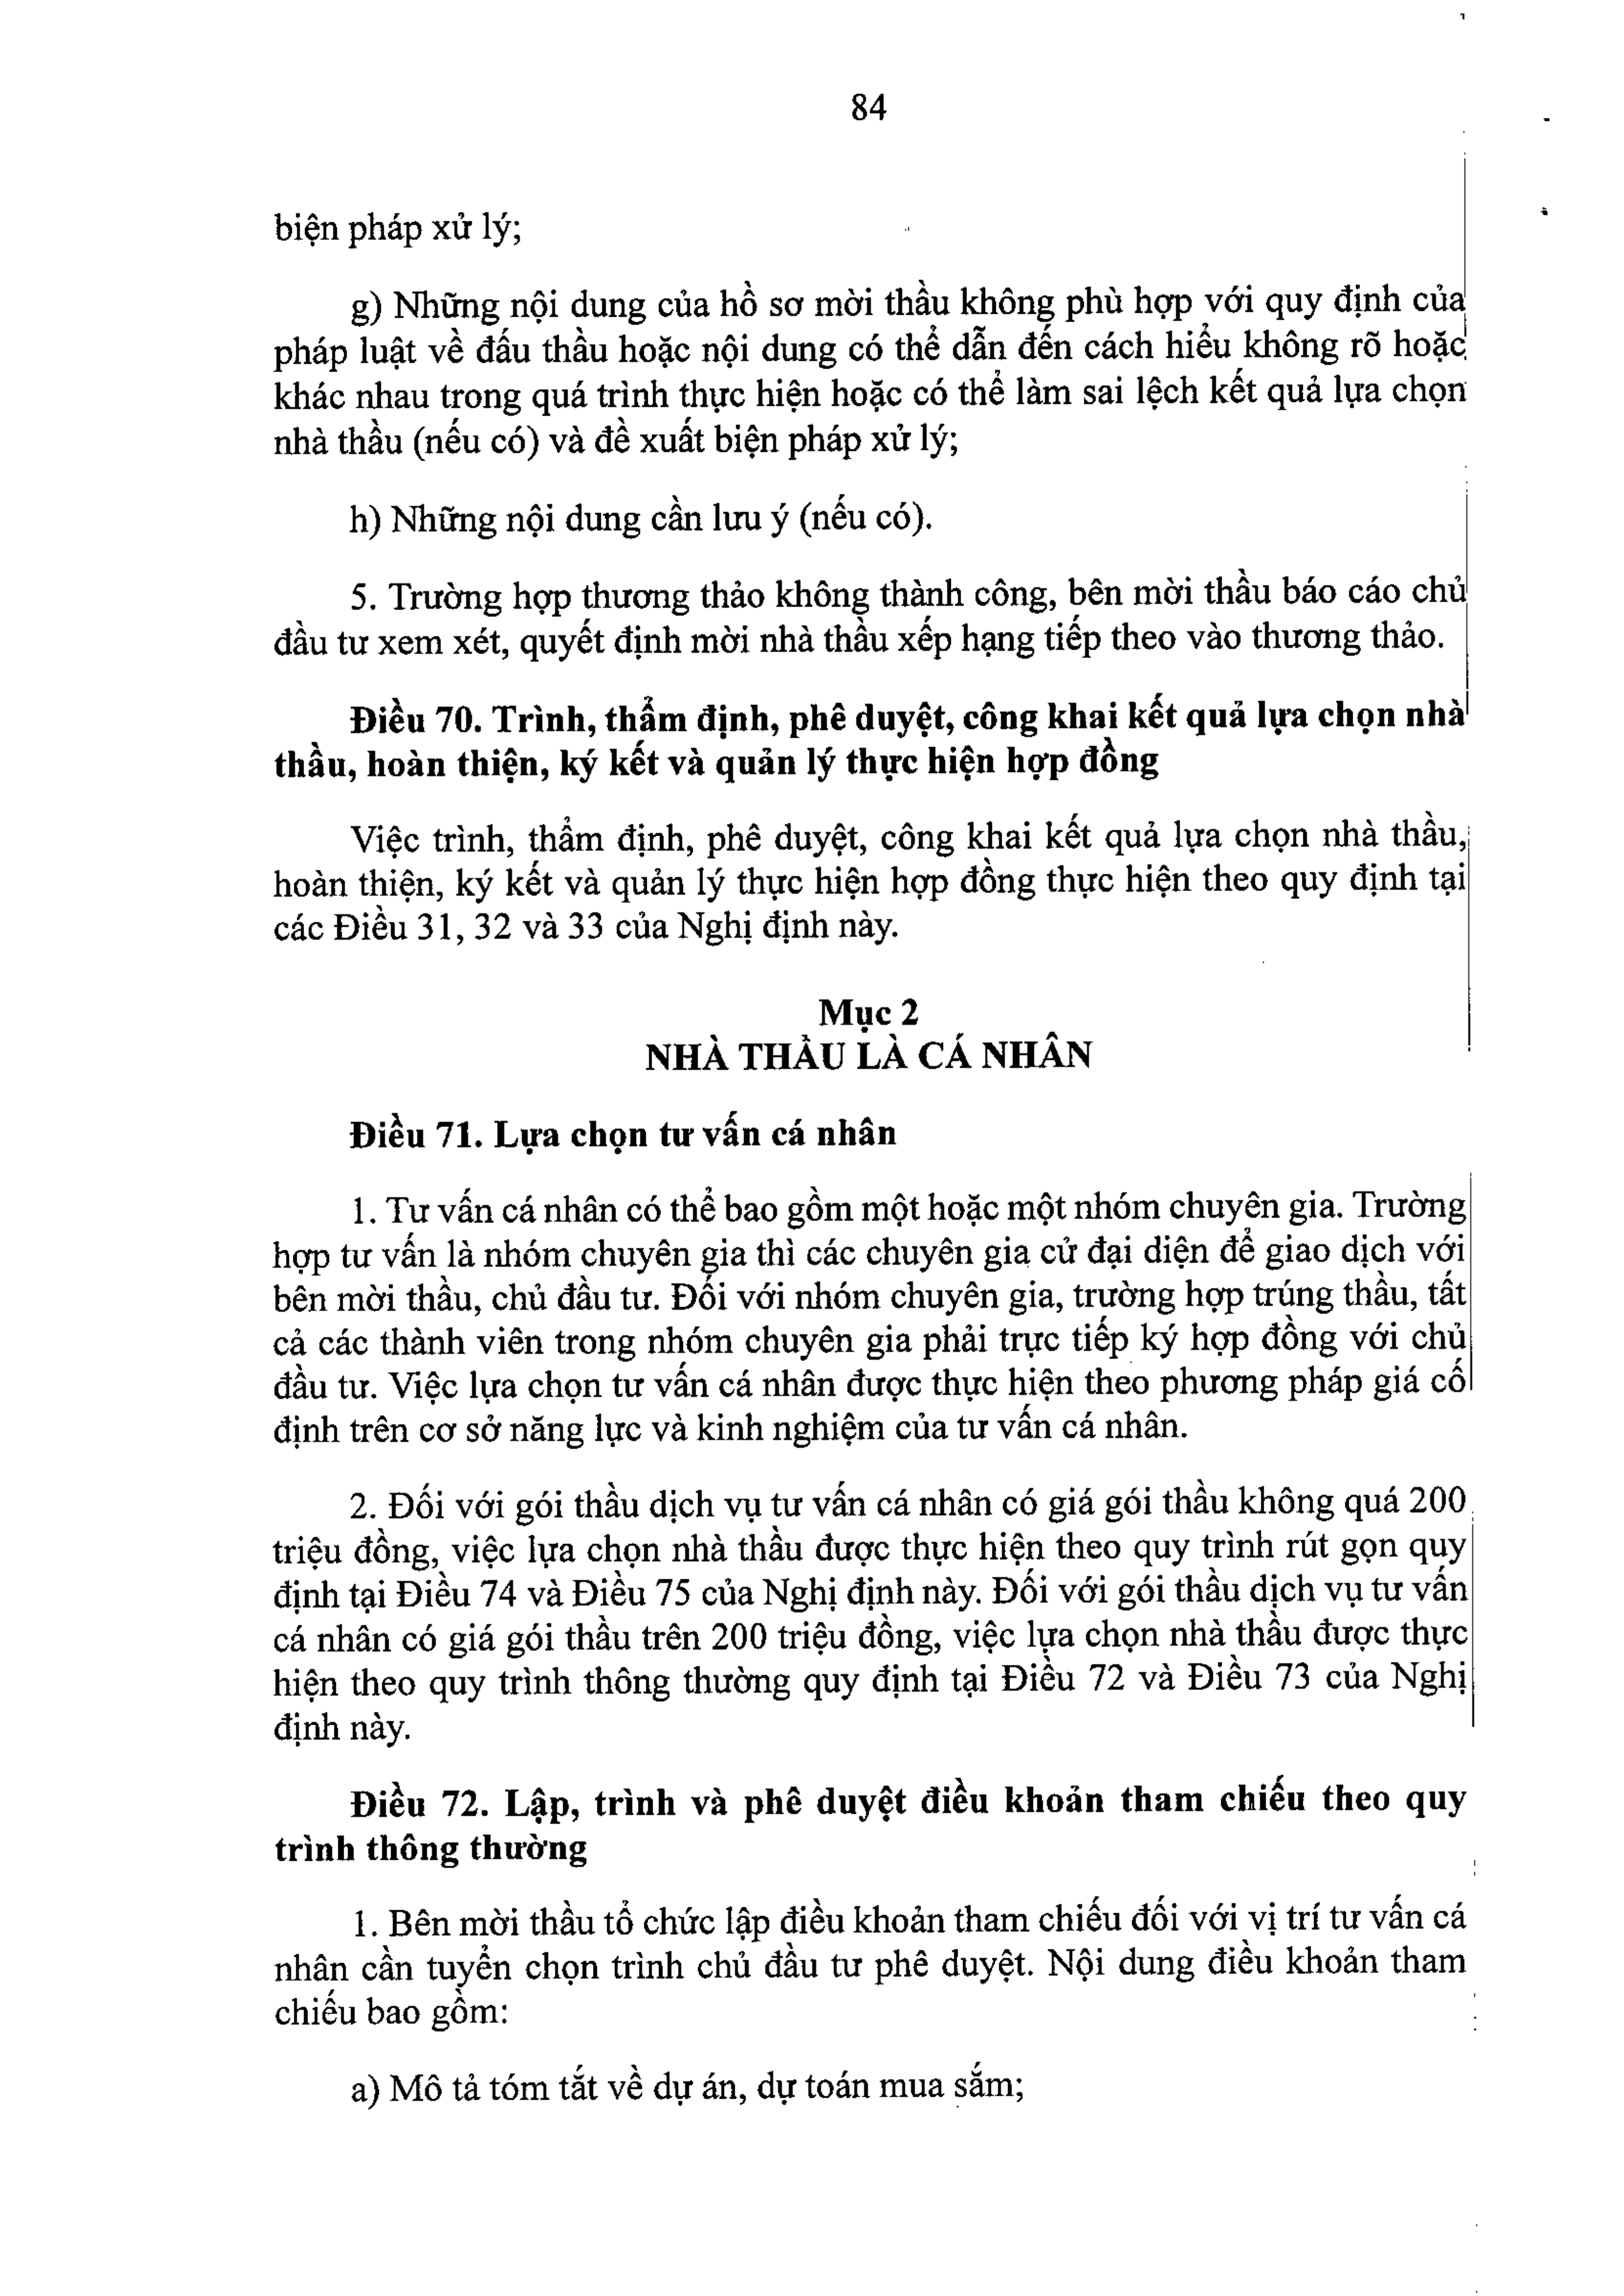 84
biện pháp xử lý;
g) Những nội dung của hồ sơ mời thầu không phù hợp với quy định của
pháp luật về đấu thầu hoặc nội dung có thể dẫn đến cách hiểu không rõ hoặc
khác nhau trong quá trình thực hiện hoặc có thể làm sai lệch kết quả lựa chọn
nhà thầu (nếu có) và đề xuất biện pháp xử lý;
h) Những nội dung cần lưu ý (nếu có).
5. Trường hợp thương thảo không thành công, bên mời thầu báo cáo chủ
đầu tư xem xét, quyết định mời nhà thầu xếp hạng tiếp theo vào thương thảo.
Điều 70. Trình, thẩm định, phê duyệt, công khai kết quả lựa chọn nhà
thầu, hoàn thiện, ký kết và quản lý thực hiện hợp đồng
Việc trình, thẩm định, phê duyệt, công khai kết quả lựa chọn nhà thầu,
hoàn thiện, ký kết và quản lý thực hiện hợp đồng thực hiện theo quy định tại
các Điều 31, 32 và 33 của Nghị định này.
Mục 2
NHÀ THẦU LÀ CÁ NHÂN
Điều 71. Lựa chọn tư vấn cá nhân
1. Tư vấn cá nhân có thể bao gồm một hoặc một nhóm chuyên gia. Trường
hợp tư vấn là nhóm chuyên gia thì các chuyên gia cử đại diện để giao dịch với
bên mời thầu, chủ đầu tư. Đối với nhóm chuyên gia, trường hợp trúng thầu, tất
cả các thành viên trong nhóm chuyên gia phải trực tiếp ký hợp đồng với chủ
đầu tư. Việc lựa chọn tư vấn cá nhân được thực hiện theo phương pháp giá cố
định trên cơ sở năng lực và kinh nghiệm của tư vấn cá nhân.
2. Đối với gói thầu dịch vụ tư vấn cá nhân có giá gói thầu không quá 200
triệu đồng, việc lựa chọn nhà thầu được thực hiện theo quy trình rút gọn quy
định tại Điều 74 và Điều 75 của Nghị định này. Đối với gói thầu dịch vụ tư vấn
cá nhân có giá gói thầu trên 200 triệu đồng, việc lựa chọn nhà thầu được thực
hiện theo quy trình thông thường quy định tại Điều 72 và Điều 73 của Nghị
định này.
Điều 72. Lập, trình và phê duyệt điều khoản tham chiếu theo quy
trình thông thường
1. Bên mời thầu tổ chức lập điều khoản tham chiếu đối với vị trí tư vấn cá
nhân cần tuyển chọn trình chủ đầu tư phê duyệt. Nội dung điều khoản tham
chiếu bao gồm:
a) Mô tả tóm tắt về dự án, dự toán mua sắm;